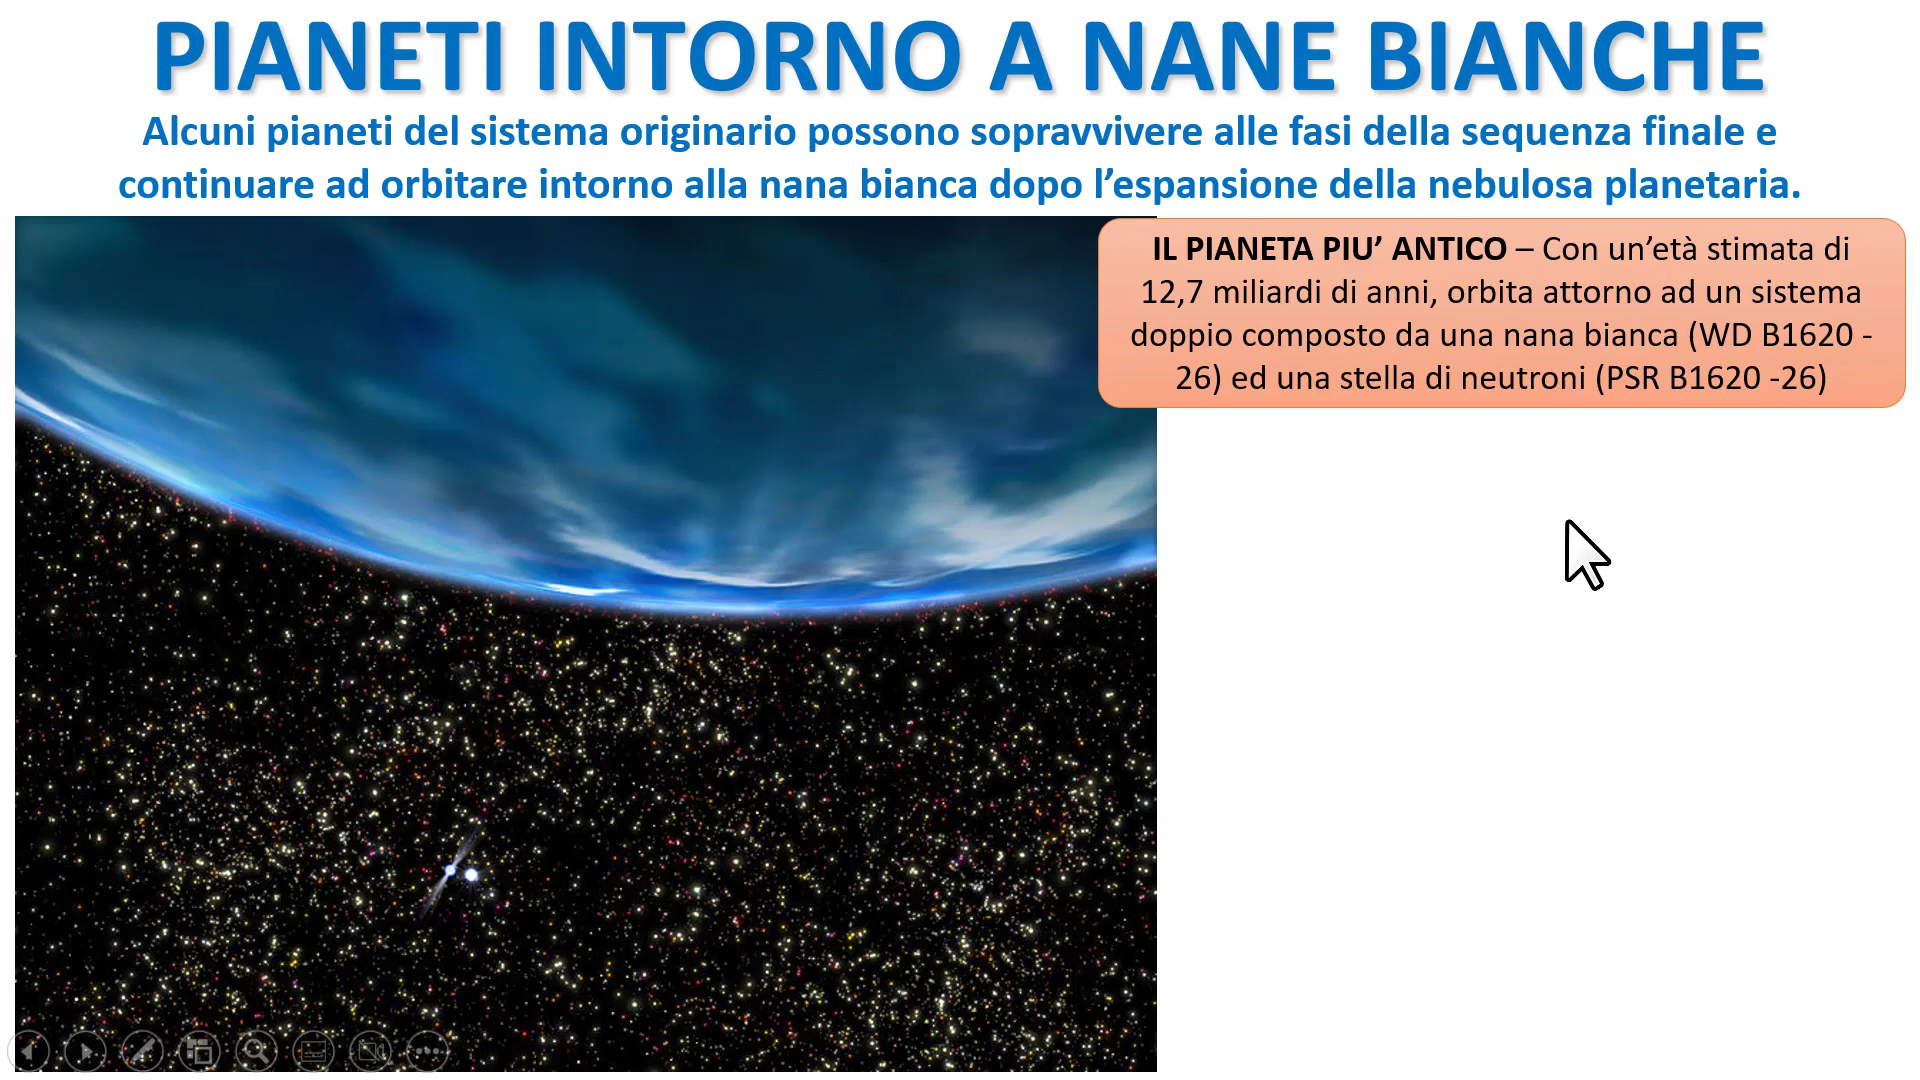 PIANETI INTORNO A NANE BIANCHE
Alcuni pianeti del sistema originario possono sopravvivere alle fasi della sequenza finale e
continuare ad orbitare intorno alla nana bianca dopo l’espansione della nebulosa planetaria.
IL PIANETA PIU’ ANTICO – Con un’età stimata di
12,7 miliardi di anni, orbita attorno ad un sistema
doppio composto da una nana bianca (WD B1620 -
26) ed una stella di neutroni (PSR B1620 -26)